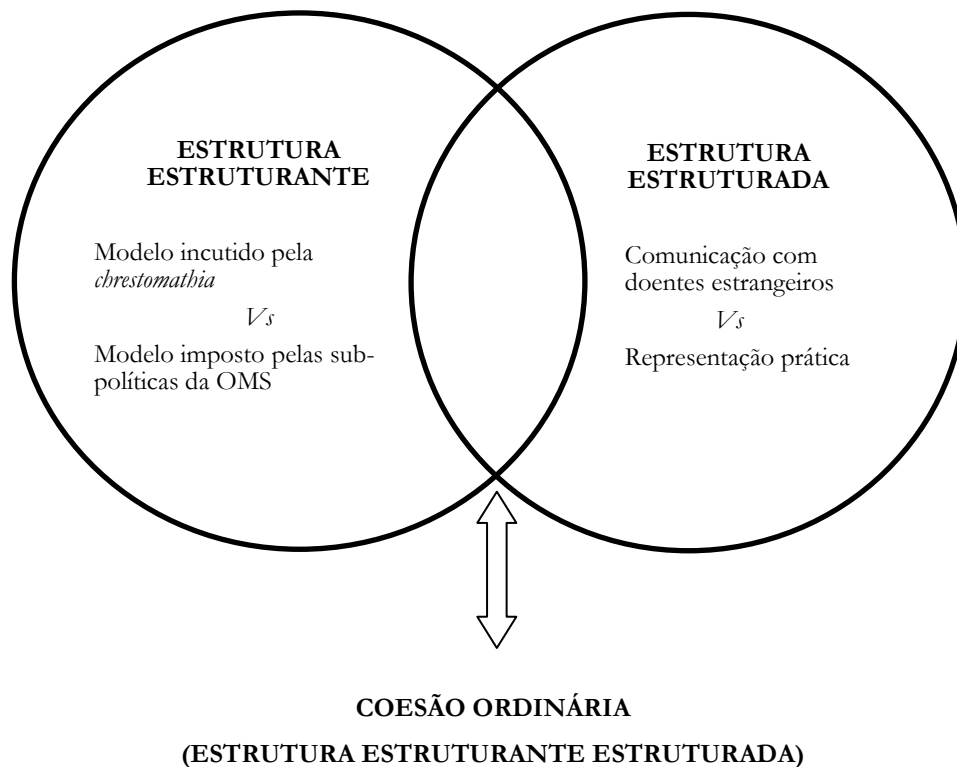 ESTRUTURA
ESTRUTURANTE
Modelo incutido pela
chrestomathia
Vs
Modelo imposto pelas sub-
políticas da OMS
ESTRUTURA
ESTRUTURADA
Comunicação com
doentes estrangeiros
Vs
Representação prática
COESÃO ORDINÁRIA
(ESTRUTURA ESTRUTURANTE ESTRUTURADA)